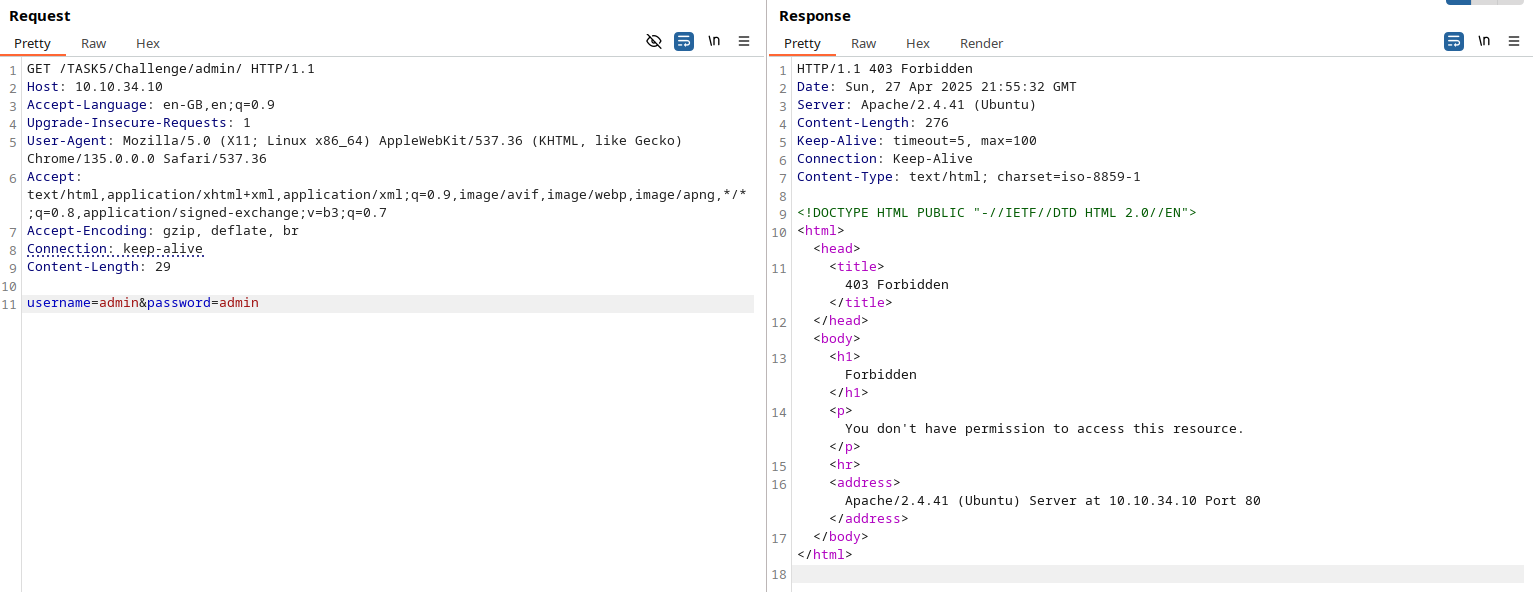 Request
Pretty Raw Hex
\n
1 GET /TASK5/Challenge/admin/ HTTP/1.1
2 Host: 10.10.34.10
3 Accept-Language: en-GB,en;q=0.9
4 Upgrade-Insecure-Requests: 1
5 User-Agent: Mozilla/5.0 (X11; Linux x86_64) AppleWebKit/537.36 (KHTML, like Gecko)
Chrome/135.0.0.0 Safari/537.36
6 Accept:
text/html,application/xhtml+xml,application/xml;q=0.9,image/avif,image/webp,image/apng,*/*
;q=0.8,application/signed-exchange;v=b3;q=0.7
7 Accept-Encoding: gzip, deflate, br
8 Connection: keep-alive
9 Content-Length: 29
10
11 username=admin&password=admin
Response
Pretty Raw Hex Render
\n
1 HTTP/1.1 403 Forbidden
2 Date: Sun, 27 Apr 2025 21:55:32 GMT
3 Server: Apache/2.4.41 (Ubuntu)
4 Content-Length: 276
5 Keep-Alive: timeout=5, max=100
6 Connection: Keep-Alive
7 Content-Type: text/html; charset=iso-8859-1
8
9 <!DOCTYPE HTML PUBLIC "-//IETF//DTD HTML 2.0//EN">
10 <html>
<head>
11 <title>
403 Forbidden
</title>
12 </head>
<body>
13 <h1>
Forbidden
</h1>
14 <p>
You don't have permission to access this resource.
</p>
15 <hr>
16 <address>
Apache/2.4.41 (Ubuntu) Server at 10.10.34.10 Port 80
</address>
17 </body>
</html>
18